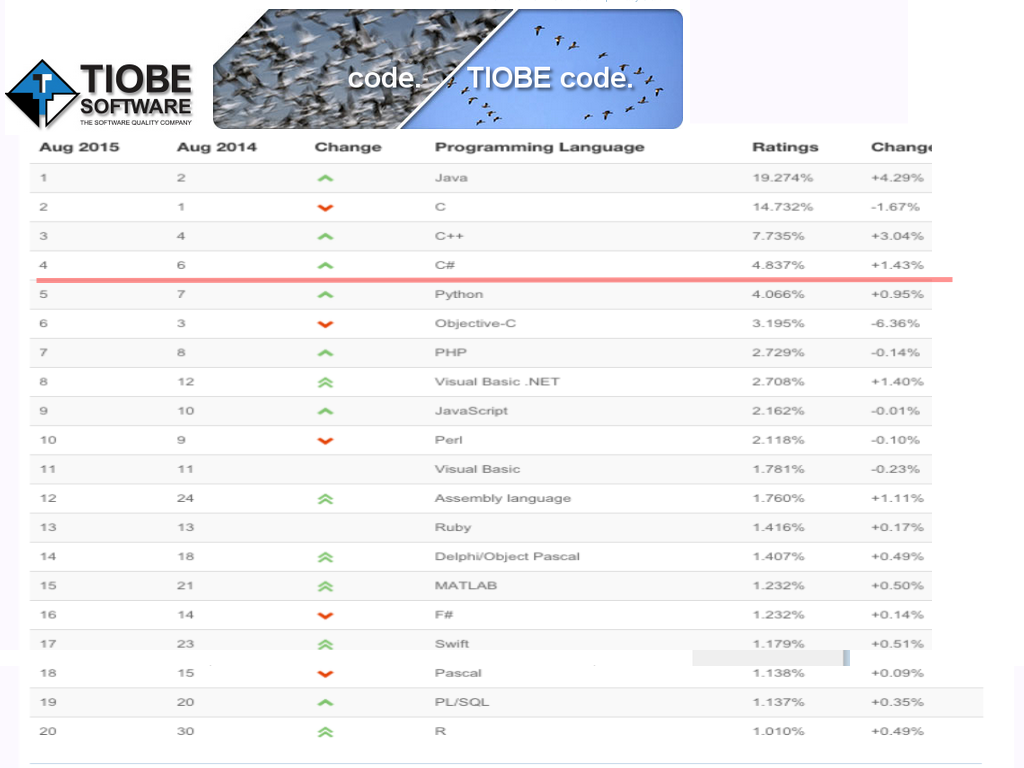 code. TIOBE code.
TIOBE
SOFTWARE
THE SOFTWARE QUALITY COMPANY
Aug 2015 Aug 2014 Change Programming Language Ratings Change
1 2 Java 19.274% +4.29%
2 1 C 14.732% -1.67%
3 4 C++ 7.735% +3.04%
4 6 C# 4.837% +1.43%
5 7 Python 4.066% +0.95%
6 3 Objective-C 3.195% -6.36%
7 8 PHP 2.729% -0.14%
8 12 Visual Basic .NET 2.708% +1.40%
9 10 JavaScript 2.162% -0.01%
10 9 Perl 2.118% -0.10%
11 11 Visual Basic 1.781% -0.23%
12 24 Assembly language 1.760% +1.11%
13 13 Ruby 1.416% +0.17%
14 18 Delphi/Object Pascal 1.407% +0.49%
15 21 MATLAB 1.232% +0.50%
16 14 F# 1.232% +0.14%
17 23 Swift 1.179% +0.51%
18 15 Pascal 1.138% +0.09%
19 20 PL/SQL 1.137% +0.35%
20 30 R 1.010% +0.49%